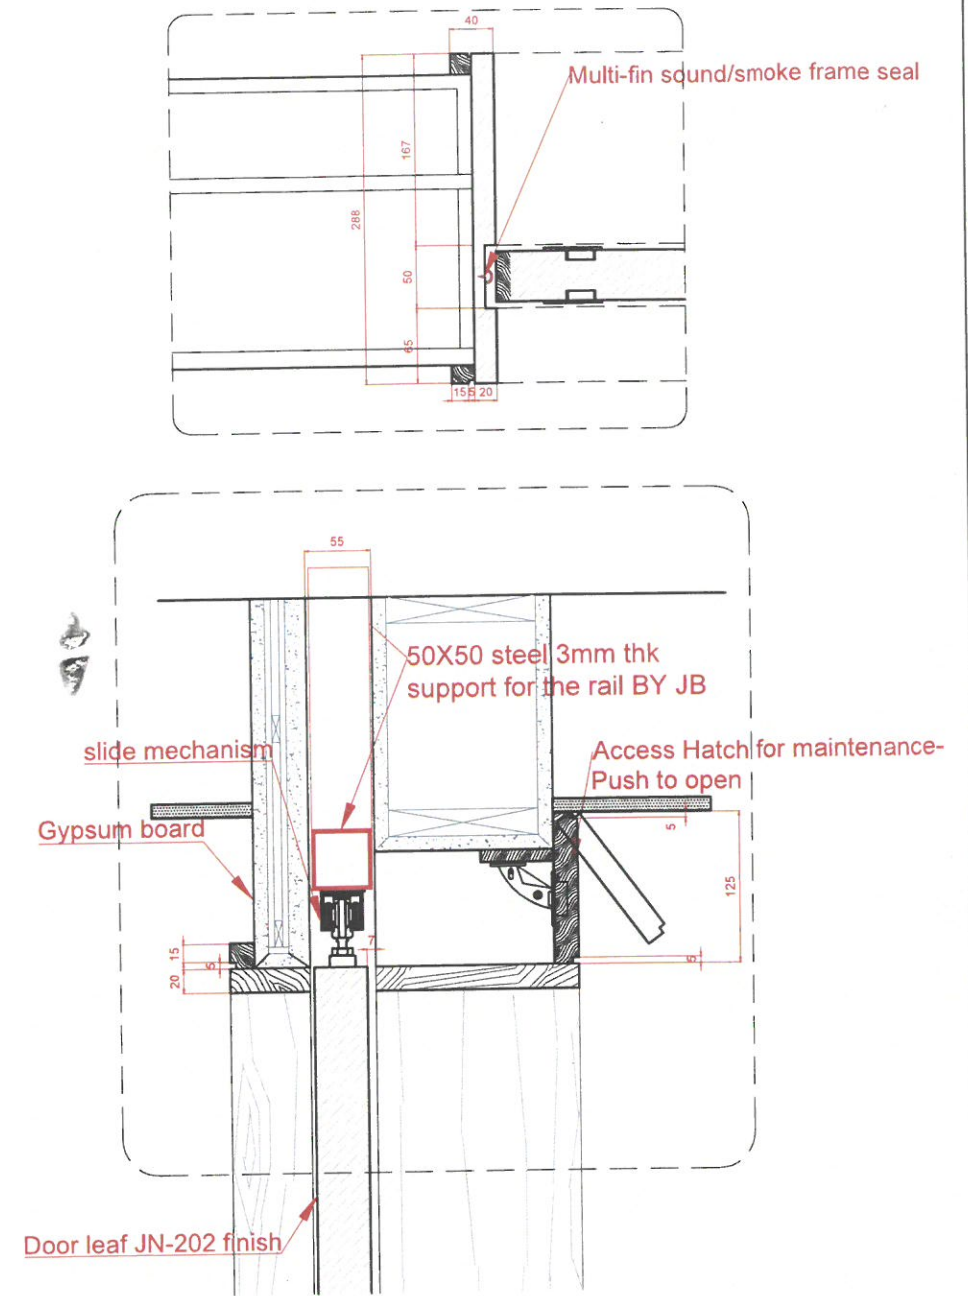 40
Multi-fin sound/smoke frame seal
167
288
50
65
15 5 20
55
50X50 steel 3mm thk
support for the rail BY JB
slide mechanism
Access Hatch for maintenance-
Push to open
Gypsum board
5
125
7
15
5
5
20
Door leaf JN-202 finish